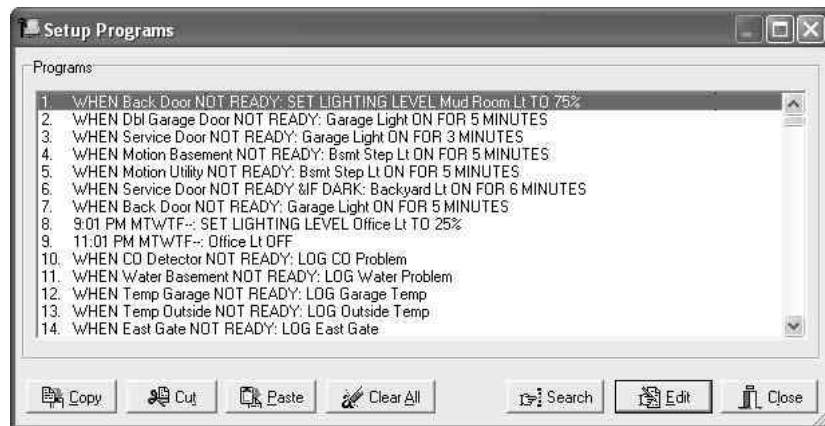 Setup Programs
Programs
1. WHEN Back Door NOT READY: SET LIGHTING LEVEL Mud Room Lt TO 75%
2. WHEN Dbl Garage Door NOT READY: Garage Light ON FOR 5 MINUTES
3. WHEN Service Door NOT READY: Garage Light ON FOR 3 MINUTES
4. WHEN Motion Basement NOT READY: Bsmt Step Lt ON FOR 5 MINUTES
5. WHEN Motion Utility NOT READY: Bsmt Step Lt ON FOR 5 MINUTES
6. WHEN Service Door NOT READY &IF DARK: Backyard Lt ON FOR 6 MINUTES
7. WHEN Back Door NOT READY: Garage Light ON FOR 5 MINUTES
8. 9:01 PM MTWTF--: SET LIGHTING LEVEL Office Lt TO 25%
9. 11:01 PM MTWTF--: Office Lt OFF
10. WHEN CO Detector NOT READY: LOG CO Problem
11. WHEN Water Basement NOT READY: LOG Water Problem
12. WHEN Temp Garage NOT READY: LOG Garage Temp
13. WHEN Temp Outside NOT READY: LOG Outside Temp
14. WHEN East Gate NOT READY: LOG East Gate
Copy Cut Paste Clear All Search Edit Close